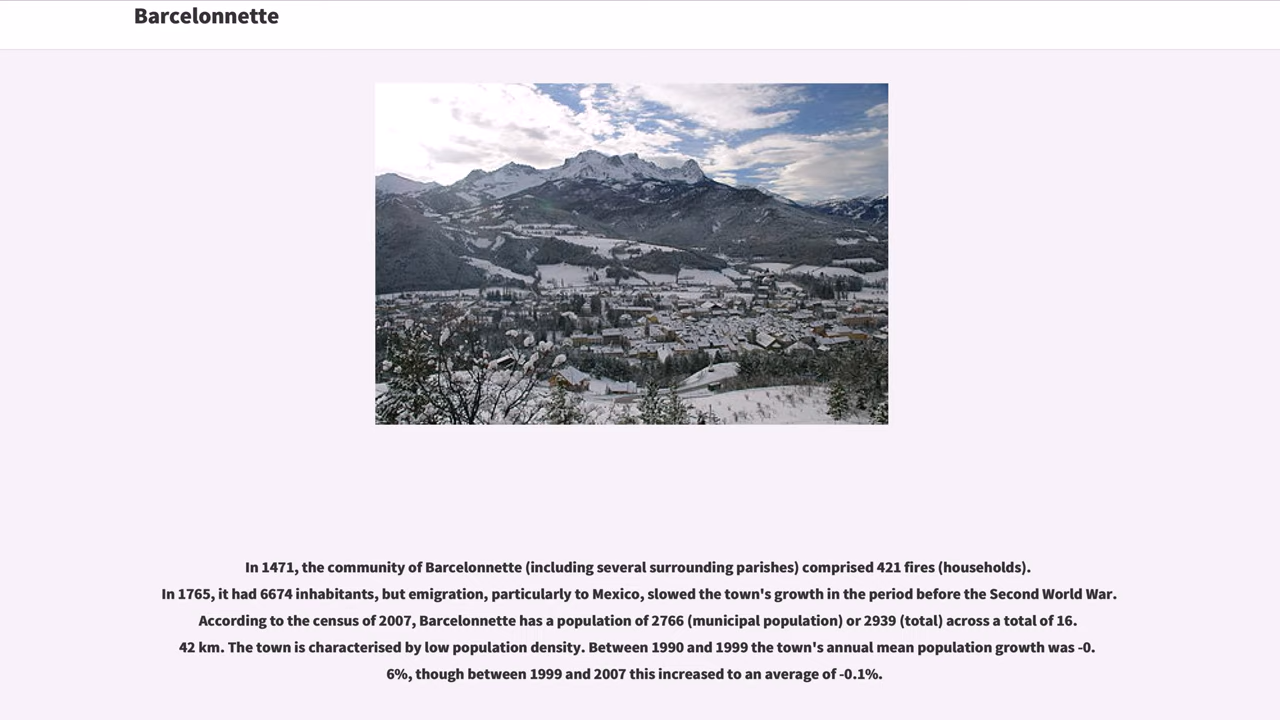 Barcelonnette
In 1471, the community of Barcelonnette (including several surrounding parishes) comprised 421 fires (households).
In 1765, it had 6674 inhabitants, but emigration, particularly to Mexico, slowed the town's growth in the period before the Second World War.
According to the census of 2007, Barcelonnette has a population of 2766 (municipal population) or 2939 (total) across a total of 16.
42 km. The town is characterised by low population density. Between 1990 and 1999 the town's annual mean population growth was -0.
6%, though between 1999 and 2007 this increased to an average of -0.1%.